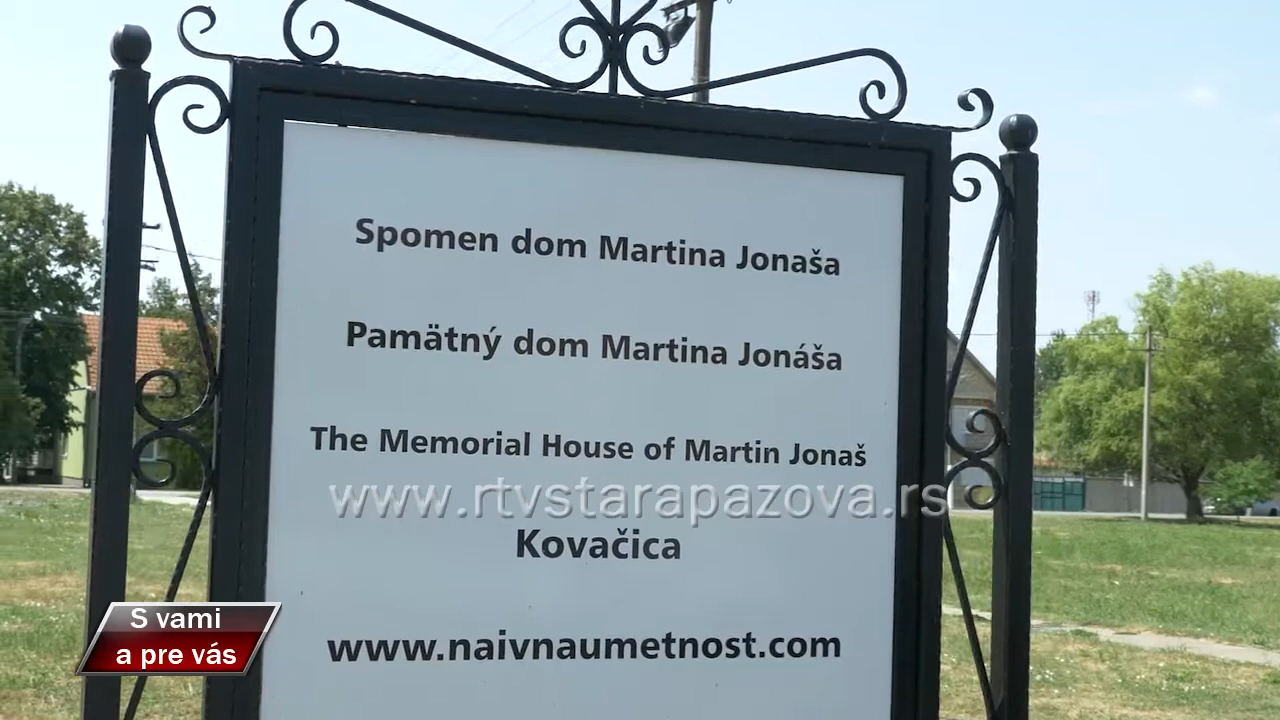 Spomen dom Martina Jonaša
Pamätný dom Martina Jonáša
The Memorial House of Martin Jonaš
www.rtvstarapazova.rs
Kovačica
www.naivnaumetnost.com
S vami
a pre vás